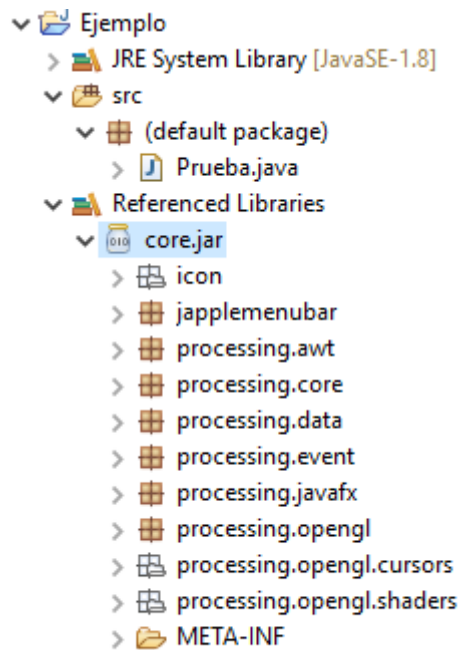 Ejemplo
JRE System Library [JavaSE-1.8]
src
(default package)
Prueba.java
Referenced Libraries
core.jar
icon
japplemenubar
processing.awt
processing.core
processing.data
processing.event
processing.javafx
processing.opengl
processing.opengl.cursors
processing.opengl.shaders
META-INF